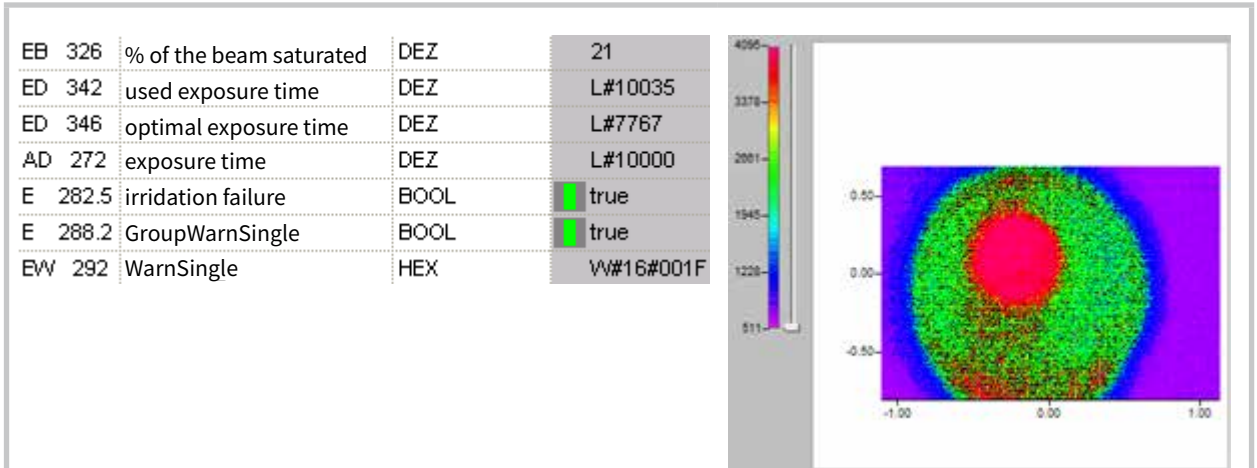 EB 326 % of the beam saturated DEZ 21
ED 342 used exposure time DEZ L#10035
ED 346 optimal exposure time DEZ L#7767
AD 272 exposure time DEZ L#10000
E 282.5 irridation failure BOOL true
E 288.2 GroupWarnSingle BOOL true
EW 292 WarnSingle HEX W#16#001F
4095
3378
2661
1945
1228
511
0.50
0.00
-0.50
-1.00 0.00 1.00